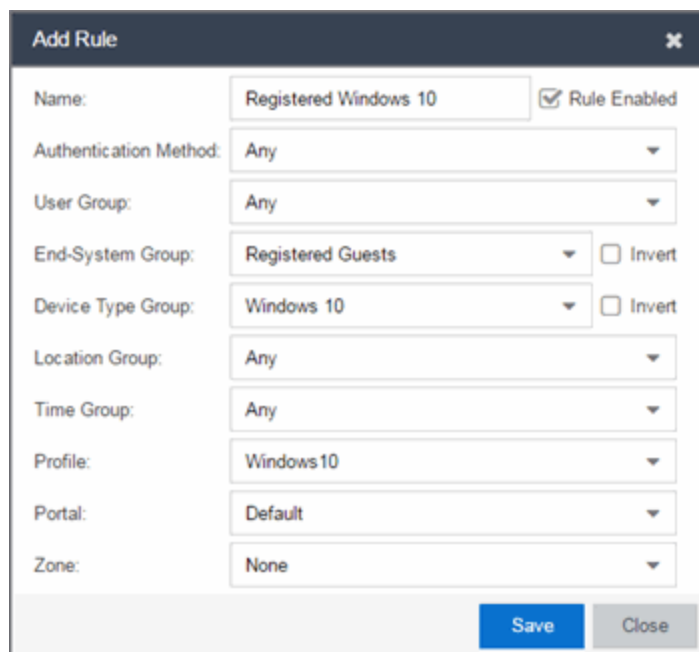 Add Rule
Name: Registered Windows 10 Rule Enabled
Authentication Method: Any
User Group: Any
End-System Group: Registered Guests Invert
Device Type Group: Windows 10 Invert
Location Group: Any
Time Group: Any
Profile: Windows10
Portal: Default
Zone: None
Save Close